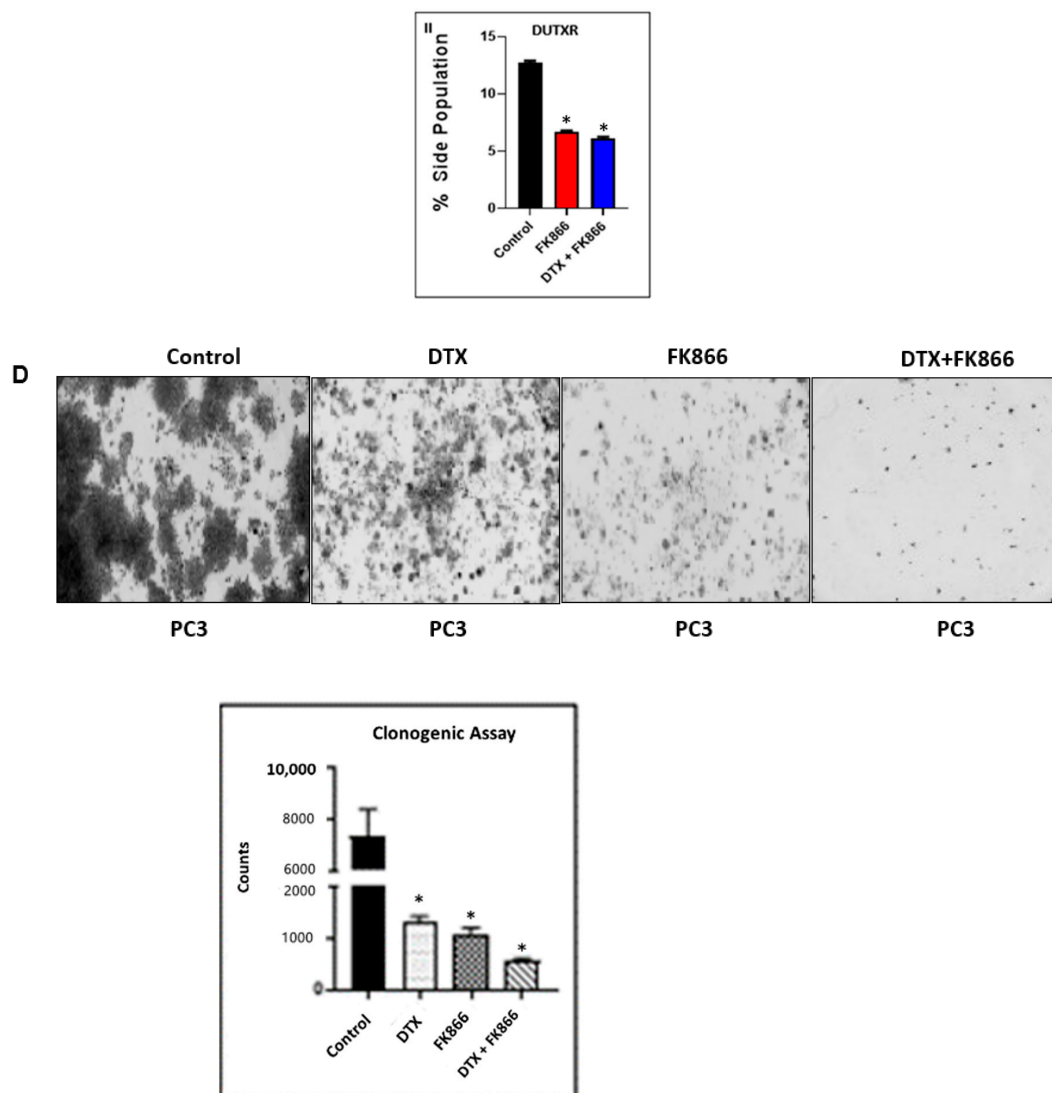 II
DUTXR
% Side Population
15
10
5
0
Control
FK866
DTX + FK866
*
*
D
Control
DTX
FK866
DTX+FK866
PC3
PC3
PC3
PC3
Clonogenic Assay
Counts
10,000
8000
6000
2000
1000
0
*
*
*
Control
DTX
FK866
DTX + FK866